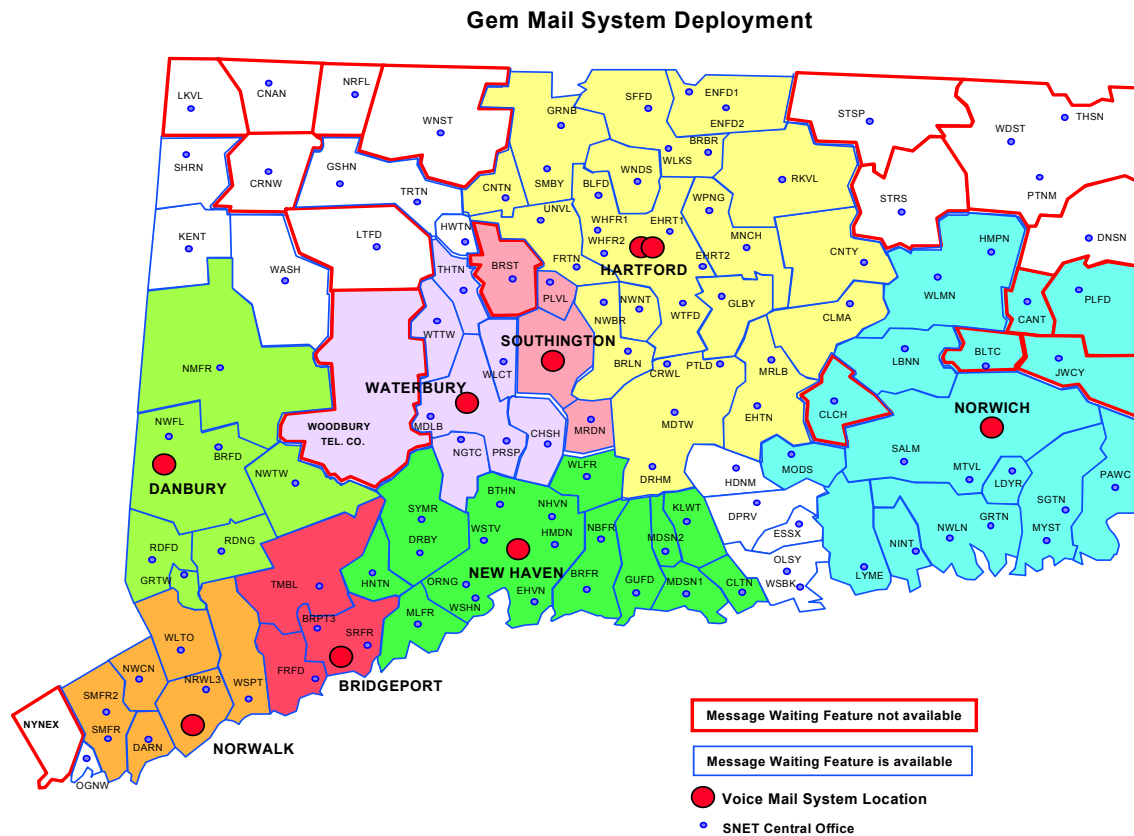 Gem Mail System Deployment
LKVL
CNAN
NRFL
WNST
GRNB
SFFD
ENFD1
ENFD2
STSP
THSN
WDST
SHRN
CRNW
GSHN
TRTN
CNTN
SMBY
BLFD
WNDS
WLKS
BRBR
RKVL
STRS
PTNM
KENT
WASH
LTFD
HWTN
UNVL
WHFR1
WHFR2
EHRT1
WPNG
MNCH
EHRT2
CNTY
HMPN
DNSN
THTN
BRST
FRTN
HARTFORD
PLVL
NWBR
NWNT
WTFD
GLBY
CLMA
WLMN
CANT
PLFD
WTTW
SOUTHINGTON
WLCT
BRLN
CRWL
PTLD
MRLB
LBNN
BLTC
JWCY
NMFR
WATERBURY
MDLB
WOODBURY
TEL. CO.
NGTC
PRSP
CHSH
MRDN
MDTW
EHTN
CLCH
NORWICH
NWFL
BRFD
NWTW
DANBURY
WLFR
DRHM
HDNM
MODS
SALM
MTVL
LDYR
PAWC
SYMR
BTHN
NHVN
DPRV
SGTN
RDFD
RDNG
DRBY
WSTV
HMDN
NBFR
KLWT
MDSN2
ESSX
NINT
NWLN
GRTN
MYST
GRTW
TMBL
HNTN
ORNG
NEW HAVEN
EHVN
WSHN
BRFR
GUFD
MDSN1
CLTN
OLSY
WSBK
LYME
WLTO
BRPT3
SRFR
MLFR
NWCN
NRWL3
WSPT
FRFD
BRIDGEPORT
SMFR2
SMFR
DARN
NORWALK
NYNEX
OGNW
Message Waiting Feature not available
Message Waiting Feature is available
Voice Mail System Location
SNET Central Office